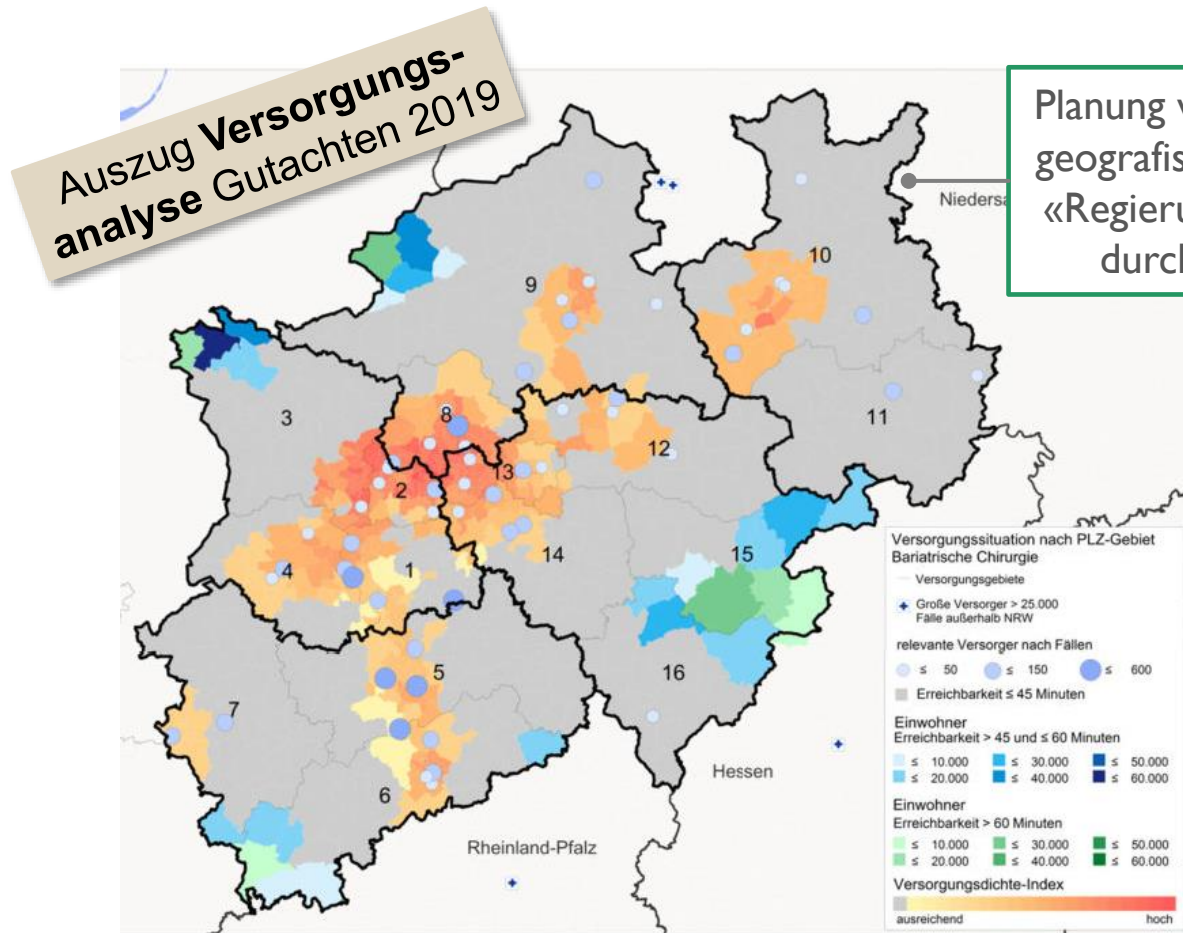 Auszug Versorgungs-
analyse Gutachten 2019
Planung
geografis
«Regieru
durch
Niedersa
10
9
3
8
11
12
2
13
14
4
1
15
5
16
7
6
Hessen
Rheinland-Pfalz
Versorgungssituation nach PLZ-Gebiet
Bariatrische Chirurgie
Versorgungsgebiete
Große Versorger > 25.000
Fälle außerhalb NRW
relevante Versorger nach Fällen
≤ 50 ≤ 150 ≤ 600
Erreichbarkeit ≤ 45 Minuten
Einwohner
Erreichbarkeit > 45 und ≤ 60 Minuten
≤ 10.000 ≤ 30.000 ≤ 50.000
≤ 20.000 ≤ 40.000 ≤ 60.000
Einwohner
Erreichbarkeit > 60 Minuten
≤ 10.000 ≤ 30.000 ≤ 50.000
≤ 20.000 ≤ 40.000 ≤ 60.000
Versorgungsdichte-Index
ausreichend hoch